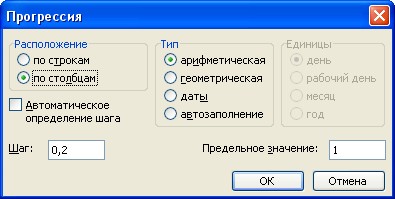 Прогрессия
Расположение
по строкам
по столбцам
Автоматическое
определение шага
Тип
арифметическая
геометрическая
даты
автозаполнение
Единицы
день
рабочий день
месяц
год
Шаг: 0,2
Предельное значение: 1
ОК
Отмена